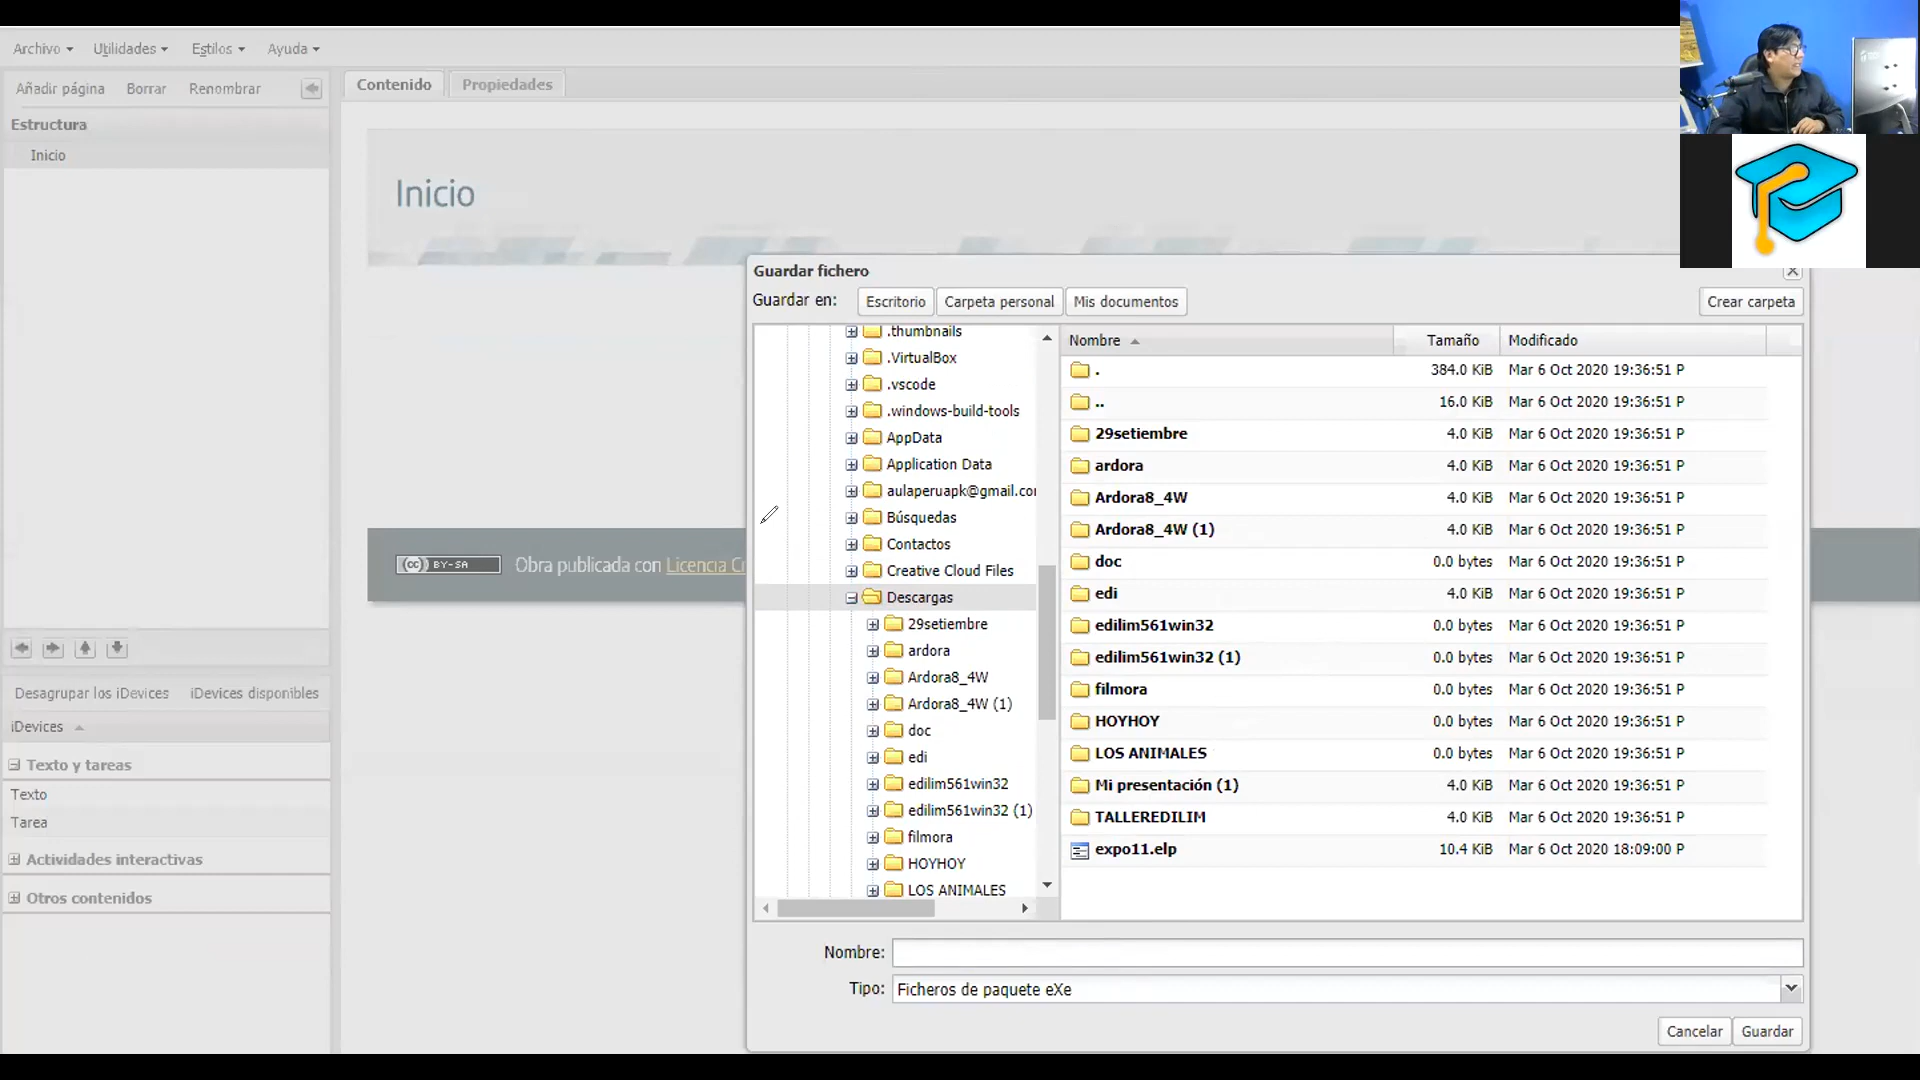 Archivo Utilidades Estilos Ayuda
Añadir página Borrar Renombrar
Estructura
Inicio
Contenido Propiedades
Inicio
BY-SA
Obra publicada con Licencia Cr
Desagrupar los iDevices iDevices disponibles
iDevices
Texto y tareas
Texto
Tarea
Actividades interactivas
Otros contenidos
Guardar fichero
Guardar en: Escritorio Carpeta personal Mis documentos Crear carpeta
.thumbnails
.VirtualBox
.vscode
.windows-build-tools
AppData
Application Data
aulaperuapk@gmail.co
Búsquedas
Contactos
Creative Cloud Files
Descargas
29setiembre
ardora
Ardora8_4W
Ardora8_4W (1)
doc
edi
edilim561win32
edilim561win32 (1)
filmora
HOYHOY
LOS ANIMALES
Nombre Tamaño Modificado
. 384.0 KiB Mar 6 Oct 2020 19:36:51 P
.. 16.0 KiB Mar 6 Oct 2020 19:36:51 P
29setiembre 4.0 KiB Mar 6 Oct 2020 19:36:51 P
ardora 4.0 KiB Mar 6 Oct 2020 19:36:51 P
Ardora8_4W 4.0 KiB Mar 6 Oct 2020 19:36:51 P
Ardora8_4W (1) 4.0 KiB Mar 6 Oct 2020 19:36:51 P
doc 0.0 bytes Mar 6 Oct 2020 19:36:51 P
edi 4.0 KiB Mar 6 Oct 2020 19:36:51 P
edilim561win32 0.0 bytes Mar 6 Oct 2020 19:36:51 P
edilim561win32 (1) 0.0 bytes Mar 6 Oct 2020 19:36:51 P
filmora 0.0 bytes Mar 6 Oct 2020 19:36:51 P
HOYHOY 0.0 bytes Mar 6 Oct 2020 19:36:51 P
LOS ANIMALES 0.0 bytes Mar 6 Oct 2020 19:36:51 P
Mi presentación (1) 4.0 KiB Mar 6 Oct 2020 19:36:51 P
TALLEREDILIM 4.0 KiB Mar 6 Oct 2020 19:36:51 P
expo11.elp 10.4 KiB Mar 6 Oct 2020 18:09:00 P
Nombre:
Tipo: Ficheros de paquete eXe
Cancelar Guardar